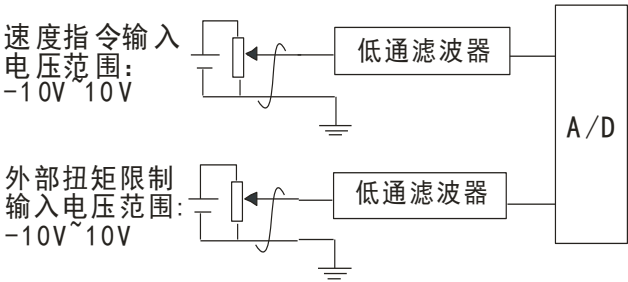 速度指令输入
电压范围:
-10V~10V
低通滤波器
A/D
外部扭矩限制
输入电压范围:
-10V~10V
低通滤波器